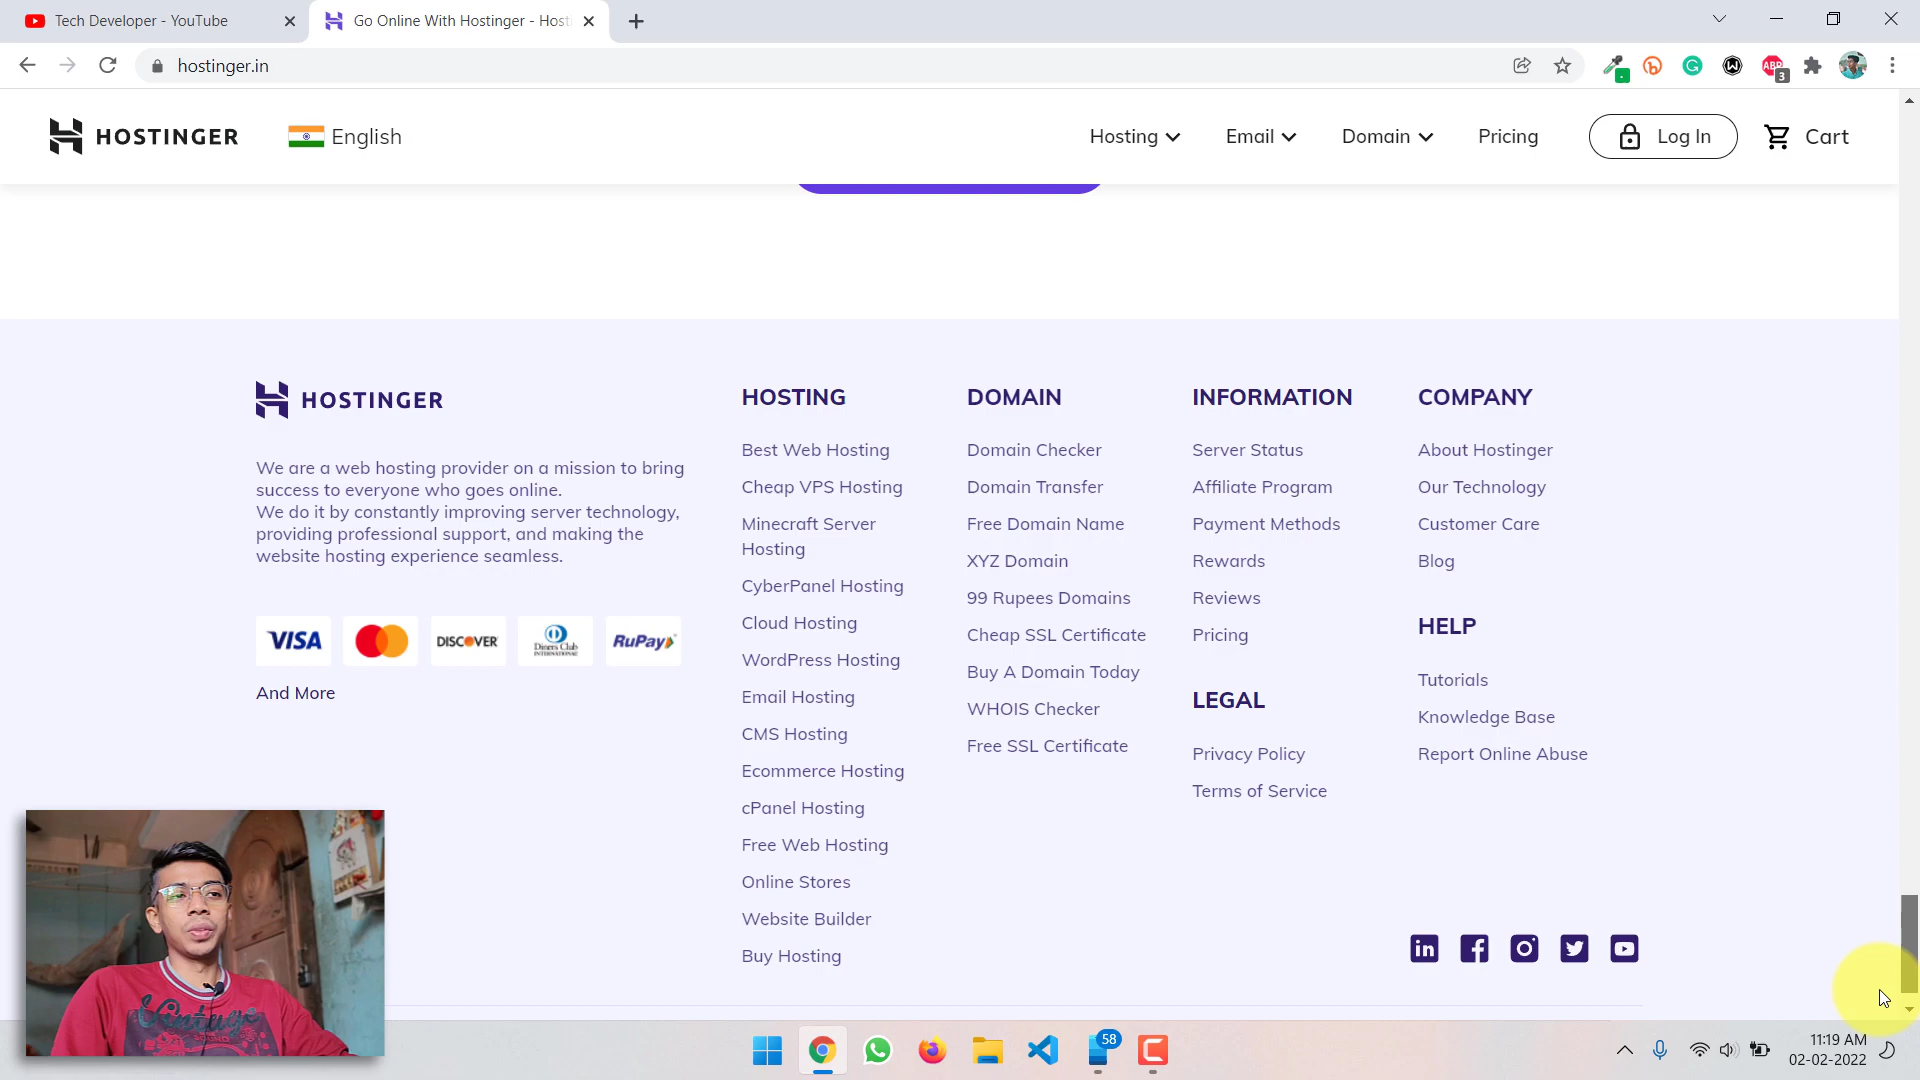 Tech Developer - YouTube
Go Online With Hostinger - Host
hostinger.in
ABP
3
HOSTINGER
English
Hosting
Email
Domain
Pricing
Log In
Cart
HOSTINGER
We are a web hosting provider on a mission to bring
success to everyone who goes online.
We do it by constantly improving server technology,
providing professional support, and making the
website hosting experience seamless.
VISA
DISCOVER
Diners Club
INTERNATIONAL
RuPay
And More
HOSTING
Best Web Hosting
Cheap VPS Hosting
Minecraft Server
Hosting
CyberPanel Hosting
Cloud Hosting
WordPress Hosting
Email Hosting
CMS Hosting
Ecommerce Hosting
cPanel Hosting
Free Web Hosting
Online Stores
Website Builder
Buy Hosting
DOMAIN
Domain Checker
Domain Transfer
Free Domain Name
XYZ Domain
99 Rupees Domains
Cheap SSL Certificate
Buy A Domain Today
WHOIS Checker
Free SSL Certificate
INFORMATION
Server Status
Affiliate Program
Payment Methods
Rewards
Reviews
Pricing
LEGAL
Privacy Policy
Terms of Service
COMPANY
About Hostinger
Our Technology
Customer Care
Blog
HELP
Tutorials
Knowledge Base
Report Online Abuse
in
Vintage
58
11:19 AM
02-02-2022